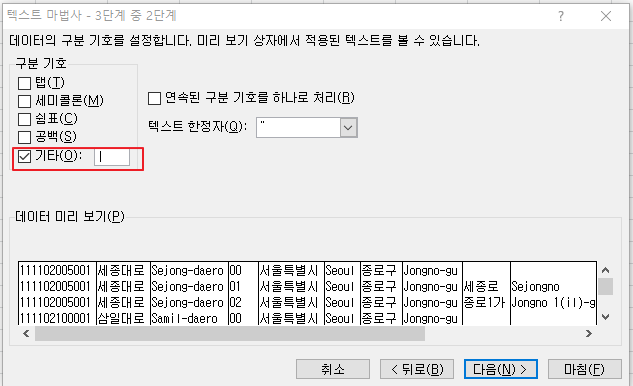 텍스트 마법사 - 3단계 중 2단계 ? ×
데이터의 구분 기호를 설정합니다. 미리 보기 상자에서 적용된 텍스트를 볼 수 있습니다.
구분 기호
탭(T)
세미콜론(M)
쉼표(C)
공백(S)
기타(O): |
연속된 구분 기호를 하나로 처리(R)
텍스트 한정자(Q): "
데이터 미리 보기(P)
111102005001 세종대로 Sejong-daero 00 서울특별시 Seoul 종로구 Jongno-gu
111102005001 세종대로 Sejong-daero 01 서울특별시 Seoul 종로구 Jongno-gu 세종로 Sejongno
111102005001 세종대로 Sejong-daero 02 서울특별시 Seoul 종로구 Jongno-gu 종로1가 Jongno 1(il)-g
111102100001 삼일대로 Samil-daero 00 서울특별시 Seoul 종로구 Jongno-gu
취소 < 뒤로(B) 다음(N) > 마침(F)